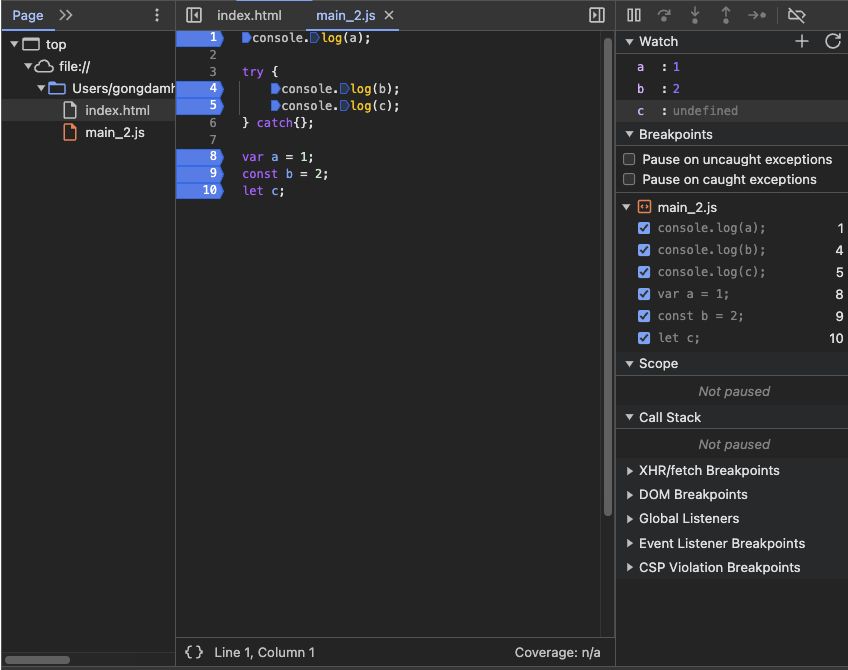 Page
top
file://
Users/gongdamh
index.html
main_2.js
index.html
main_2.js
1 console.log(a);
2
3 try {
4 console.log(b);
5 console.log(c);
6 } catch{};
7
8 var a = 1;
9 const b = 2;
10 let c;
{ } Line 1, Column 1
Coverage: n/a
Watch
a : 1
b : 2
c : undefined
Breakpoints
Pause on uncaught exceptions
Pause on caught exceptions
main_2.js
console.log(a); 1
console.log(b); 4
console.log(c); 5
var a = 1; 8
const b = 2; 9
let c; 10
Scope
Not paused
Call Stack
Not paused
XHR/fetch Breakpoints
DOM Breakpoints
Global Listeners
Event Listener Breakpoints
CSP Violation Breakpoints